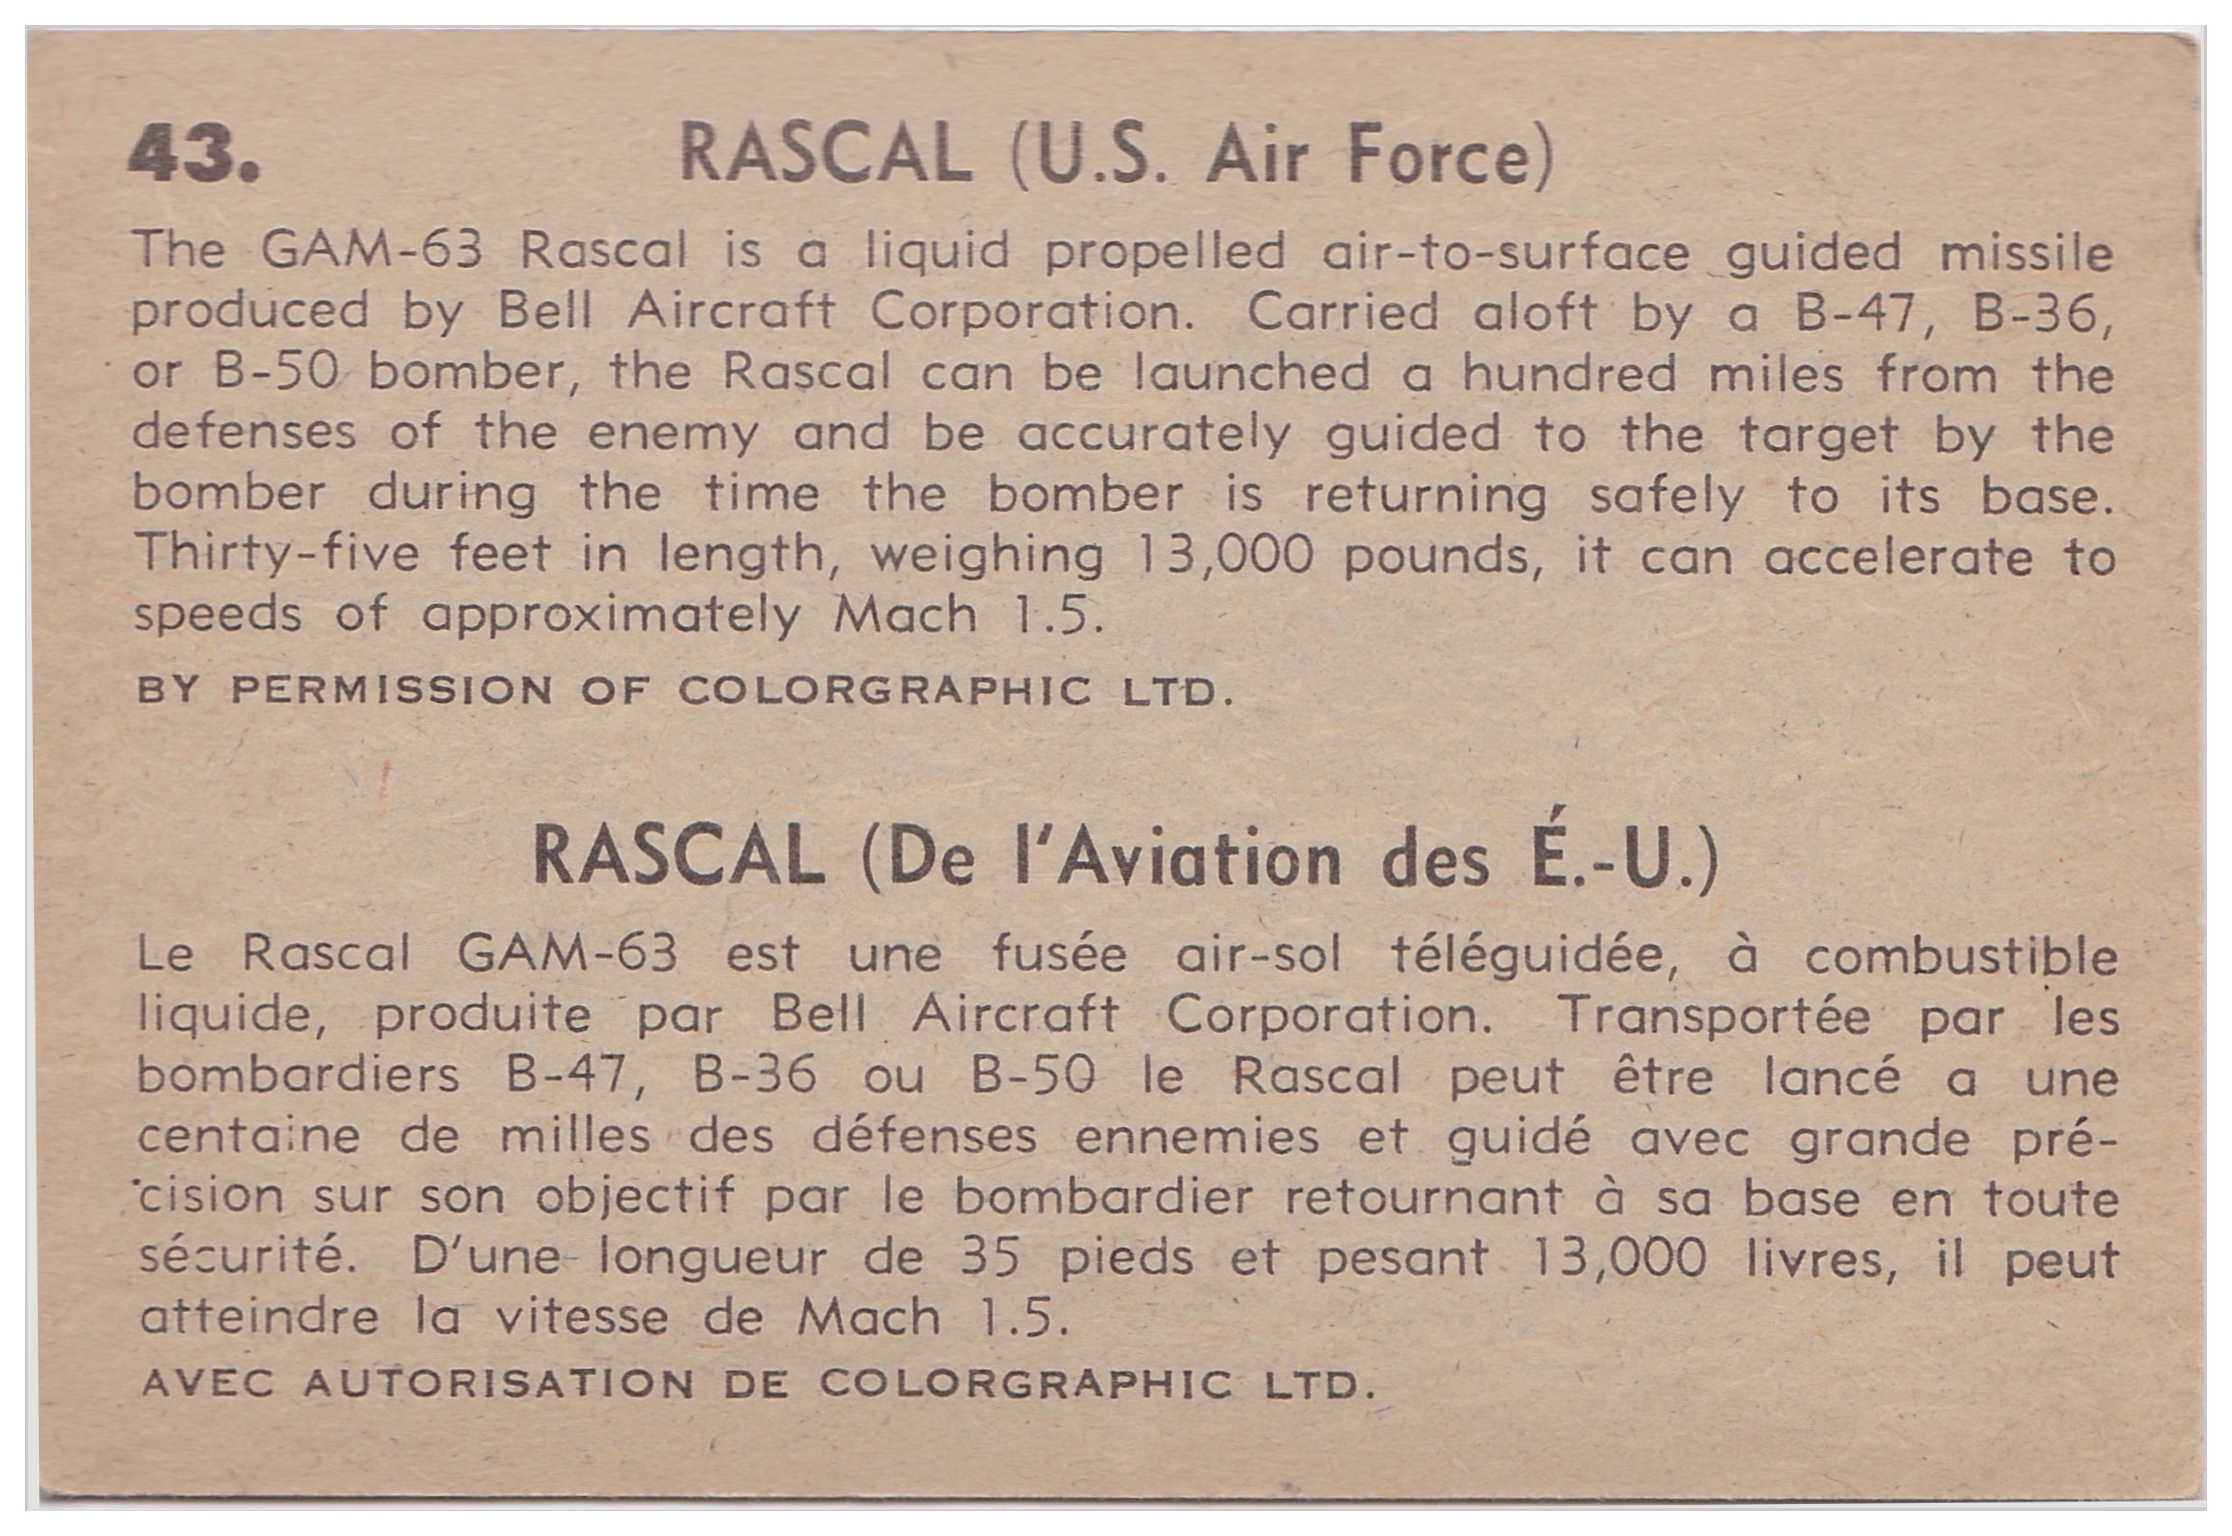 43. RASCAL (U.S. Air Force)
The GAM-63 Rascal is a liquid propelled air-to-surface guided missile
produced by Bell Aircraft Corporation. Carried aloft by a B-47, B-36,
or B-50 bomber, the Rascal can be launched a hundred miles from the
defenses of the enemy and be accurately guided to the target by the
bomber during the time the bomber is returning safely to its base.
Thirty-five feet in length, weighing 13,000 pounds, it can accelerate to
speeds of approximately Mach 1.5.
BY PERMISSION OF COLORGRAPHIC LTD.
RASCAL (De l'Aviation des É.-U.)
Le Rascal GAM-63 est une fusée air-sol téléguidée, à combustible
liquide, produite par Bell Aircraft Corporation. Transportée par les
bombardiers B-47, B-36 ou B-50 le Rascal peut être lancé a une
centaine de milles des défenses ennemies et guidé avec grande pré-
cision sur son objectif par le bombardier retournant à sa base en toute
sécurité. D'une longueur de 35 pieds et pesant 13,000 livres, il peut
atteindre la vitesse de Mach 1.5.
AVEC AUTORISATION DE COLORGRAPHIC LTD.